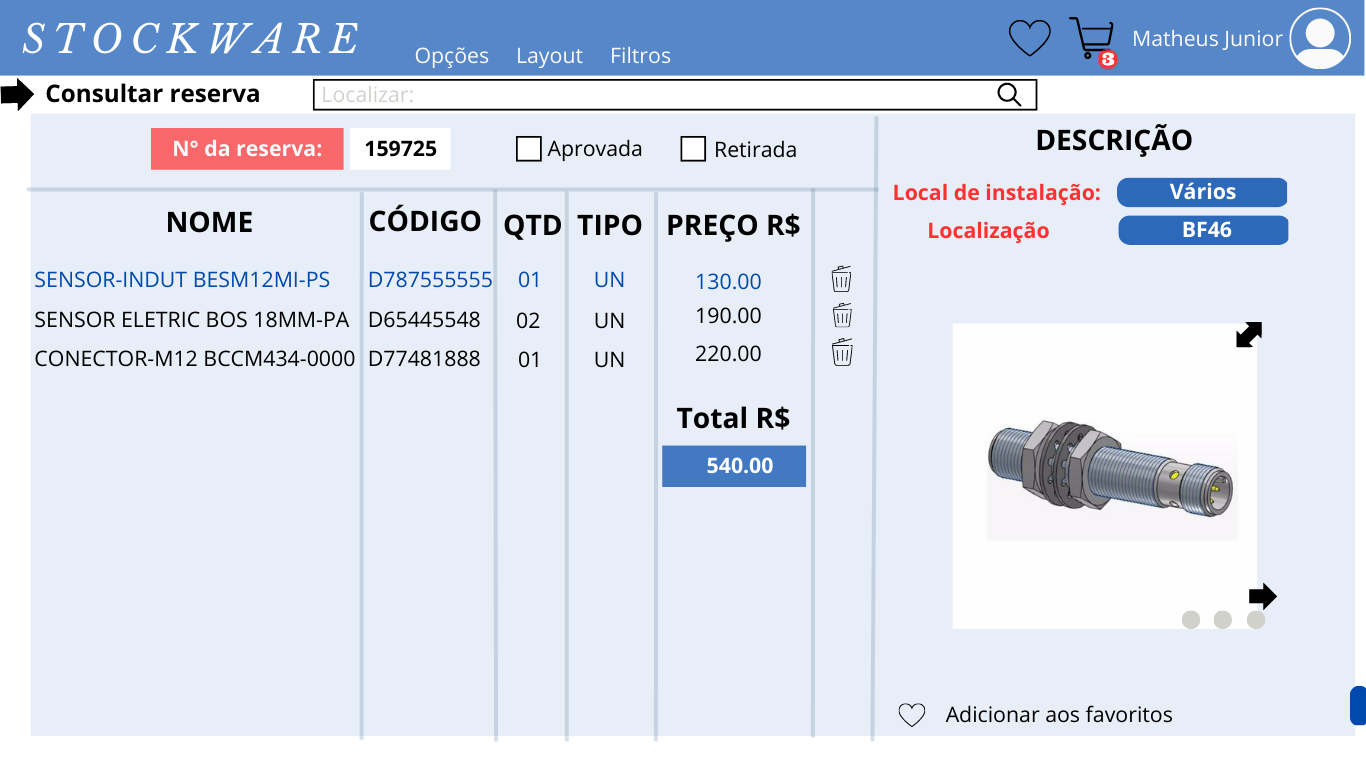 STOCKWARE
Opções Layout Filtros
3
Matheus Junior
Consultar reserva
Localizar:
N° da reserva: 159725 Aprovada Retirada
NOME CÓDIGO QTD TIPO PREÇO R$
SENSOR-INDUT BESM12MI-PS D787555555 01 UN 130.00
SENSOR ELETRIC BOS 18MM-PA D65445548 02 UN 190.00
CONECTOR-M12 BCCM434-0000 D77481888 01 UN 220.00
Total R$
540.00
DESCRIÇÃO
Local de instalação: Vários
Localização BF46
Adicionar aos favoritos